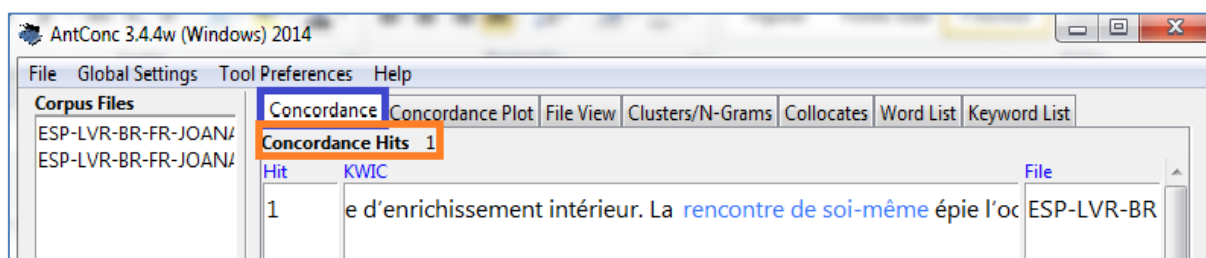 AntConc 3.4.4w (Windows) 2014
File Global Settings Tool Preferences Help
Corpus Files
Concordance Concordance Plot File View Clusters/N-Grams Collocates Word List Keyword List
ESP-LVR-BR-FR-JOANA
Concordance Hits 1
ESP-LVR-BR-FR-JOANA
Hit KWIC File
1 e d'enrichissement intérieur. La rencontre de soi-même épie l'oc ESP-LVR-BR